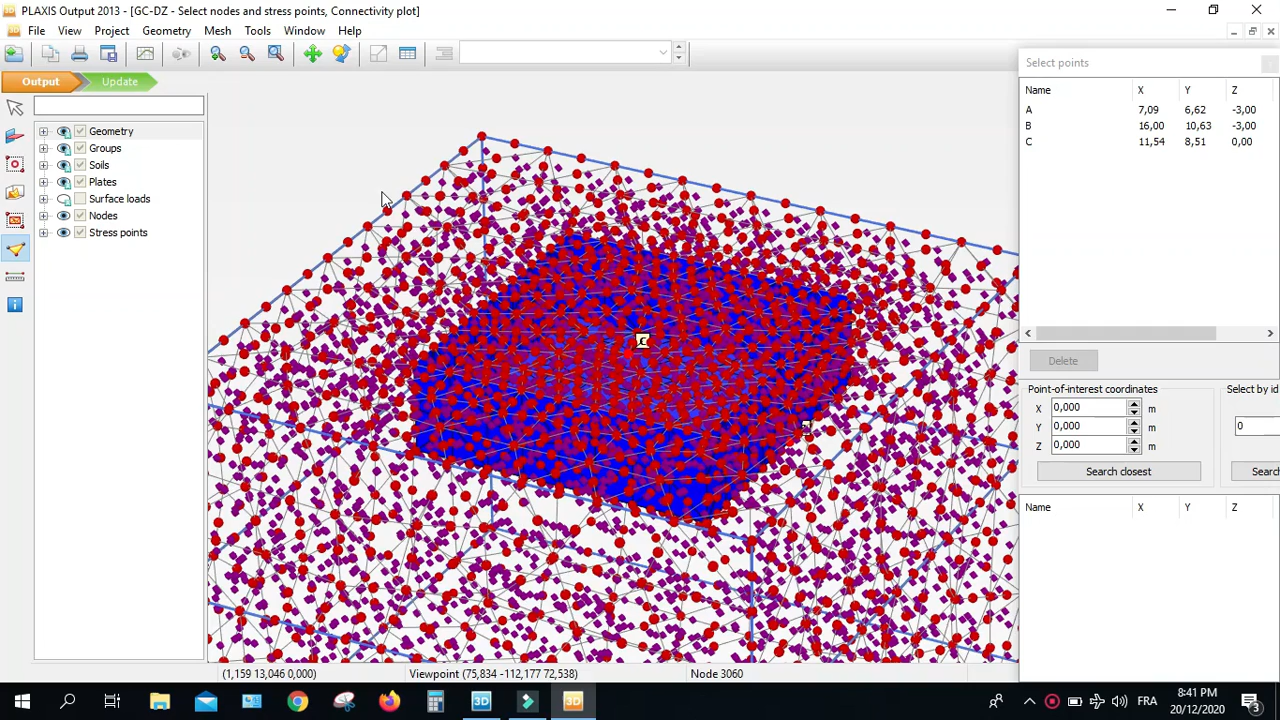 PLAXIS Output 2013 - [GC-DZ - Select nodes and stress points, Connectivity plot]
File View Project Geometry Mesh Tools Window Help
Output Update
Select points
Name X Y Z
A 7,09 6,62 -3,00
B 16,00 10,63 -3,00
C 11,54 8,51 0,00
Geometry
Groups
Soils
Plates
Surface loads
Nodes
Stress points
C
Delete
Point-of-interest coordinates Select by id
X 0,000 m 0
Y 0,000 m
Z 0,000 m
Search closest Search
Name X Y Z
(1,159 13,046 0,000) Viewpoint (75,834 -112,177 72,538) Node 3060
3D 3D FRA 8:41 PM
20/12/2020 3